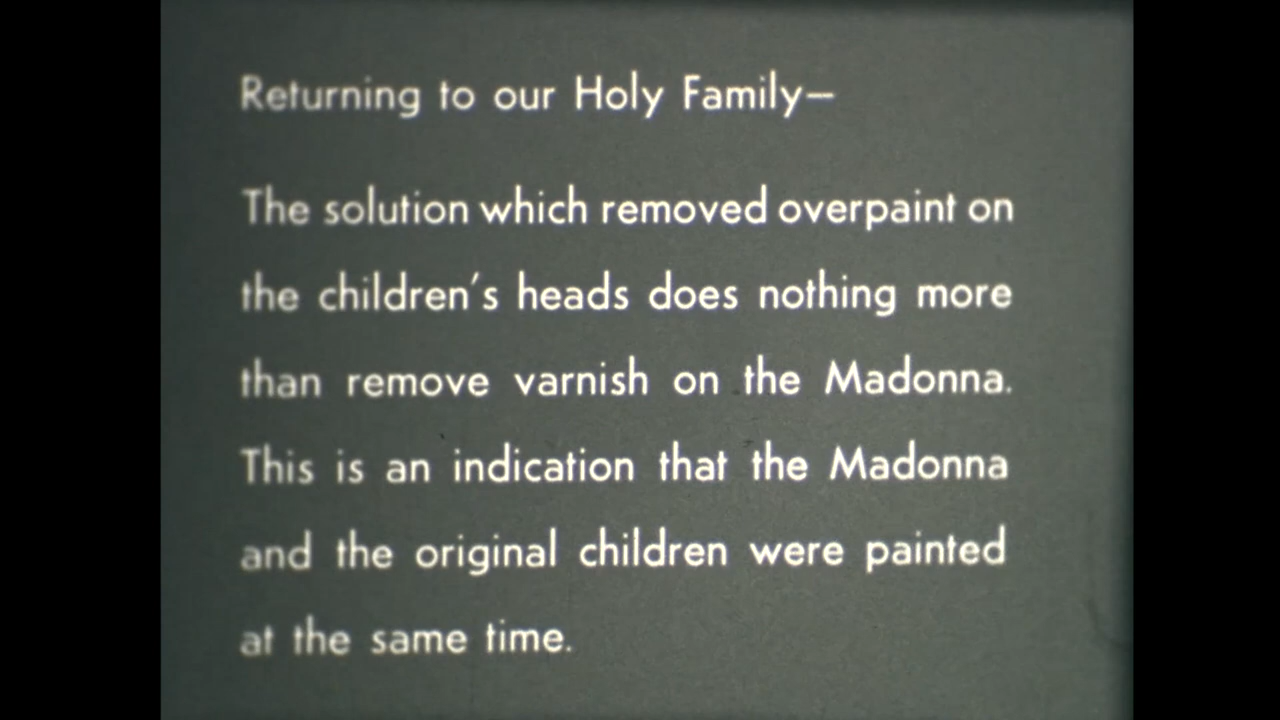 Returning to our Holy Family—
The solution which removed overpaint on
the children's heads does nothing more
than remove varnish on the Madonna.
This is an indication that the Madonna
and the original children were painted
at the same time.